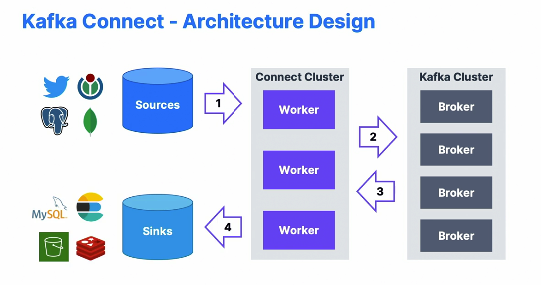 Kafka Connect - Architecture Design
Sources
1
Connect Cluster
Worker
Worker
Worker
2
3
Kafka Cluster
Broker
Broker
Broker
Broker
MySQL
Sinks
4